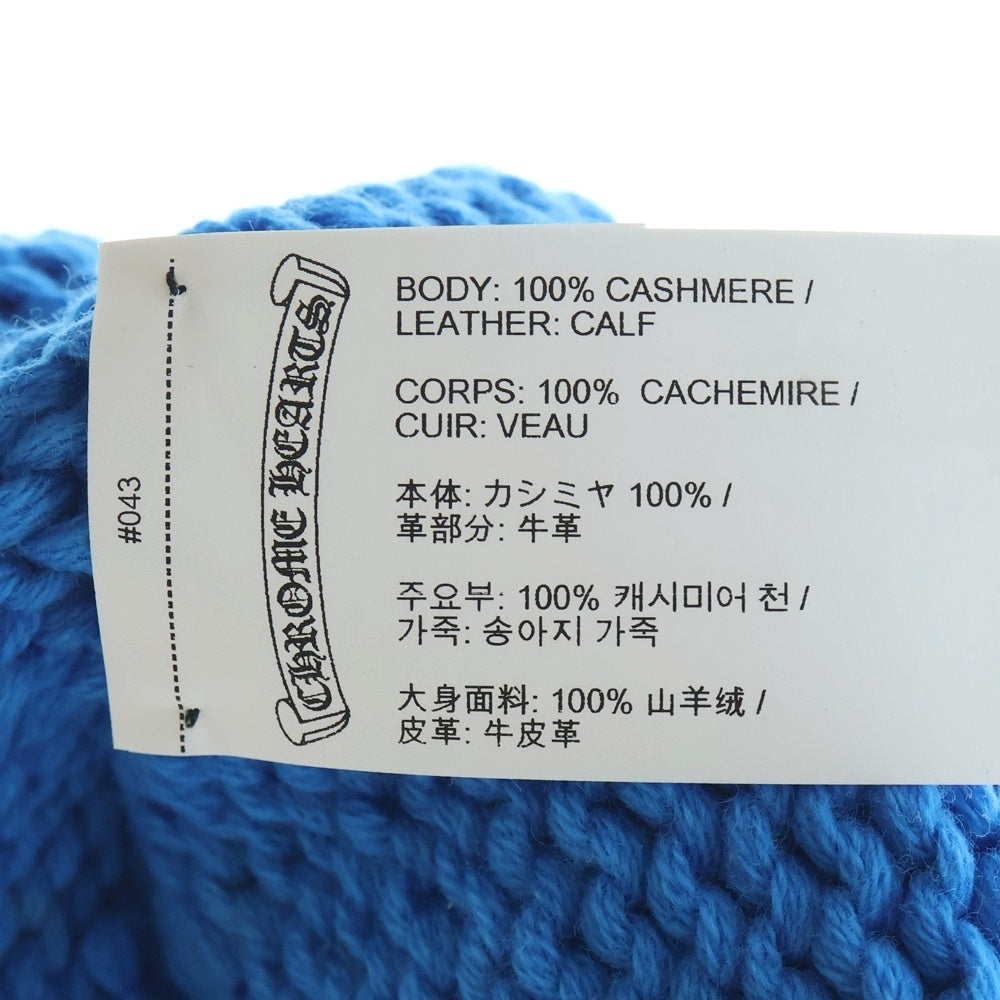 #043
CHROME HEARTS
BODY: 100% CASHMERE /
LEATHER: CALF
CORPS: 100% CACHEMIRE /
CUIR: VEAU
本体: カシミヤ 100% /
革部分: 牛革
주요부: 100% 캐시미어 천 /
가죽: 송아지 가죽
大身面料: 100% 山羊绒 /
皮革: 牛皮革